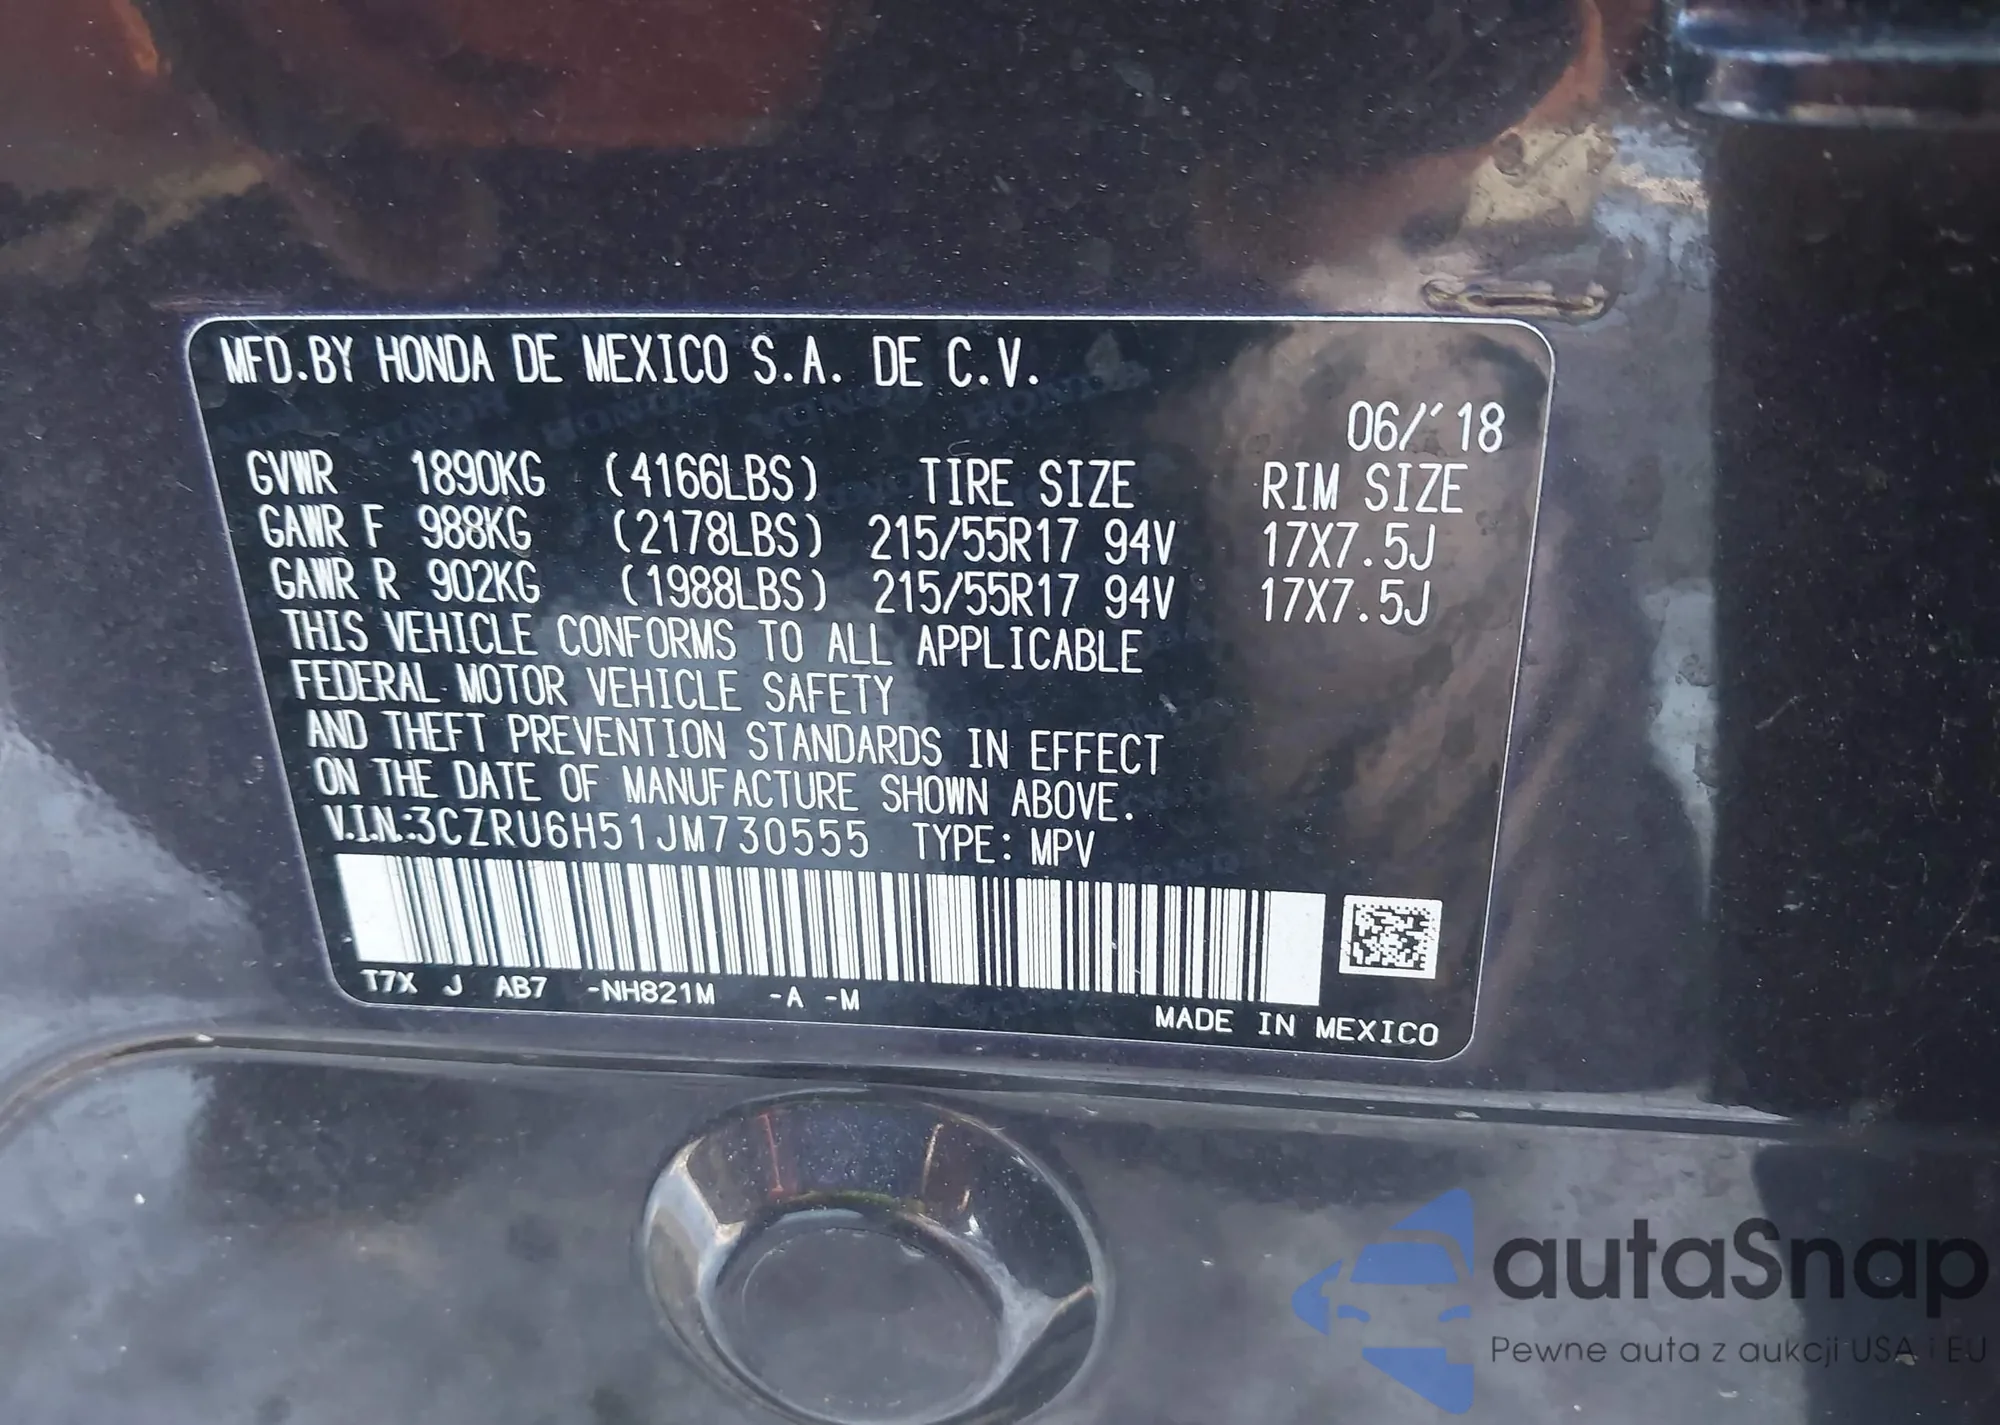 MFD.BY HONDA DE MEXICO S.A. DE C.V.
06/'18
GVWR 1890KG (4166LBS) TIRE SIZE RIM SIZE
GAWR F 988KG (2178LBS) 215/55R17 94V 17X7.5J
GAWR R 902KG (1988LBS) 215/55R17 94V 17X7.5J
THIS VEHICLE CONFORMS TO ALL APPLICABLE
FEDERAL MOTOR VEHICLE SAFETY
AND THEFT PREVENTION STANDARDS IN EFFECT
ON THE DATE OF MANUFACTURE SHOWN ABOVE.
V.I.N.:3CZRU6H51JM730555 TYPE: MPV
T7X J AB7 -NH821M -A -M
MADE IN MEXICO
autaSnap
Pewne auta z aukcji USA i EU